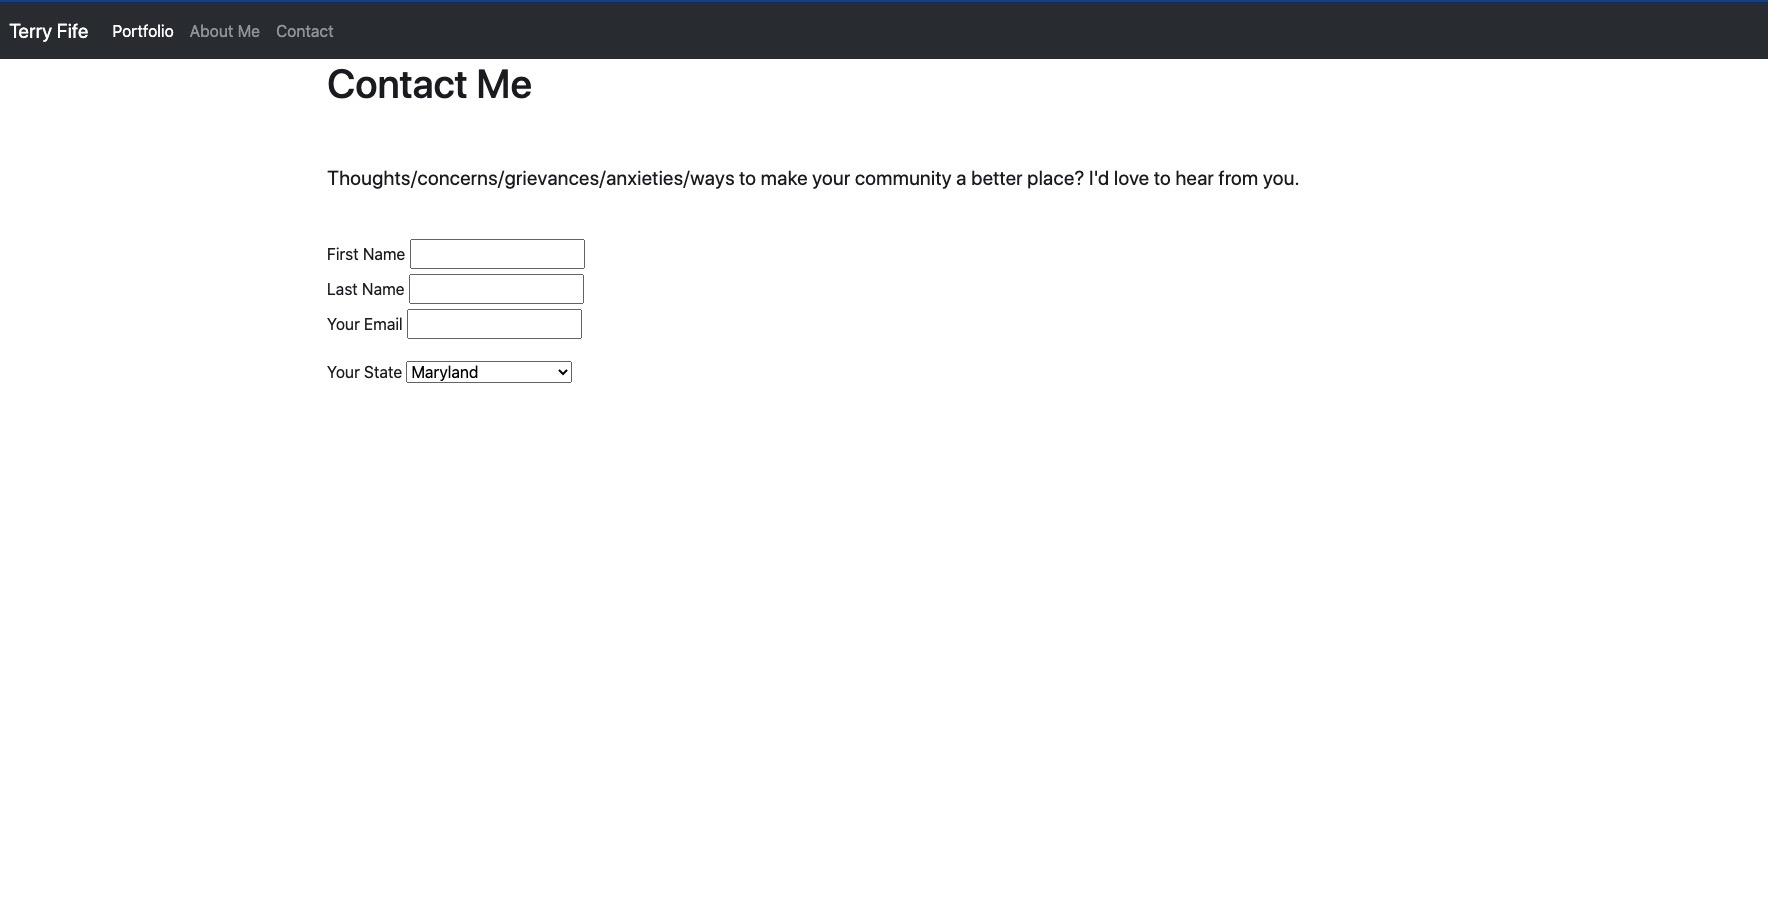 Terry Fife Portfolio About Me Contact
Contact Me
Thoughts/concerns/grievances/anxieties/ways to make your community a better place? I'd love to hear from you.
First Name
Last Name
Your Email
Your State Maryland